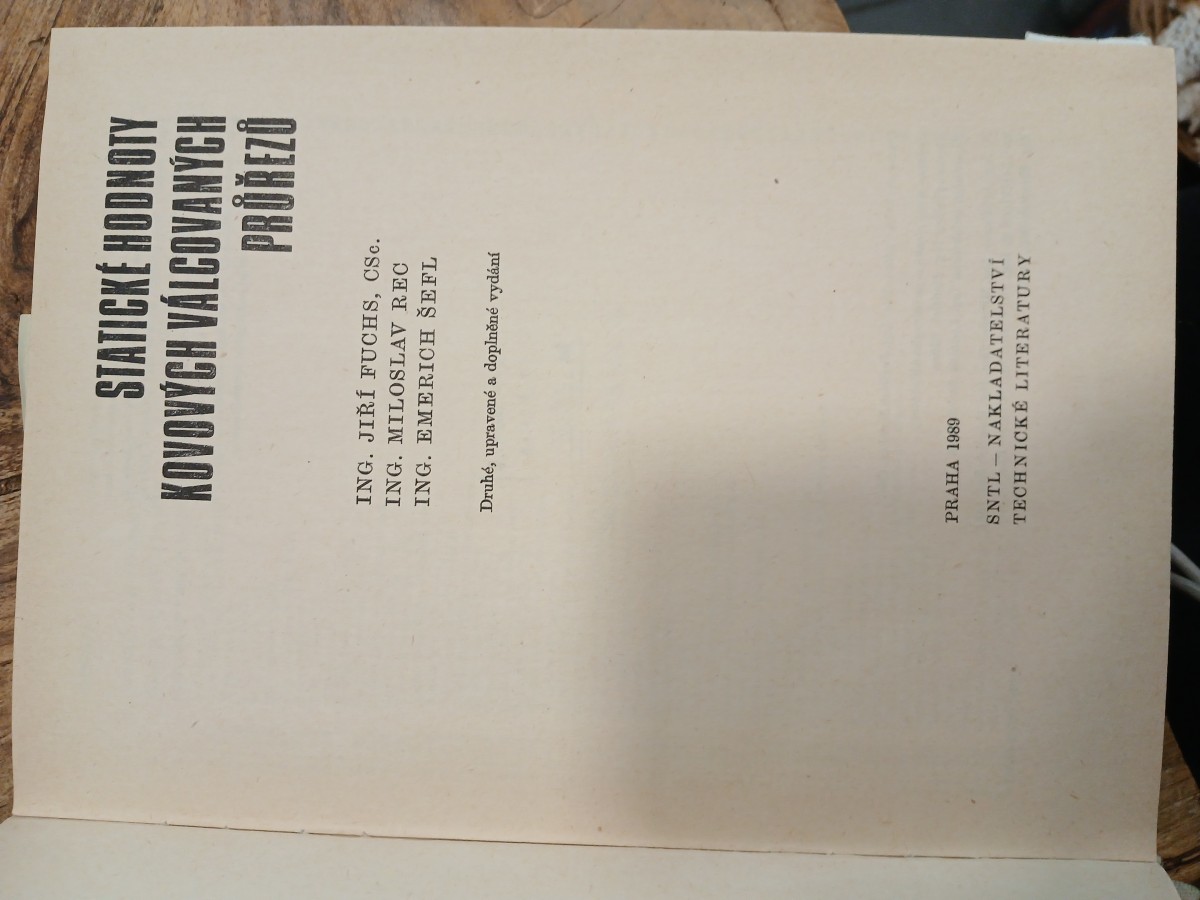 STATICKÉ HODNOTY
KOVOVÝCH VÁLCOVANÝCH
PRŮŘEZŮ
ING. JIŘÍ FUCHS, CSc.
ING. MILOSLAV REC
ING. EMERICH ŠEFL
Druhé, upravené a doplněné vydání
PRAHA 1989
SNTL – NAKLADATELSTVÍ
TECHNICKÉ LITERATURY